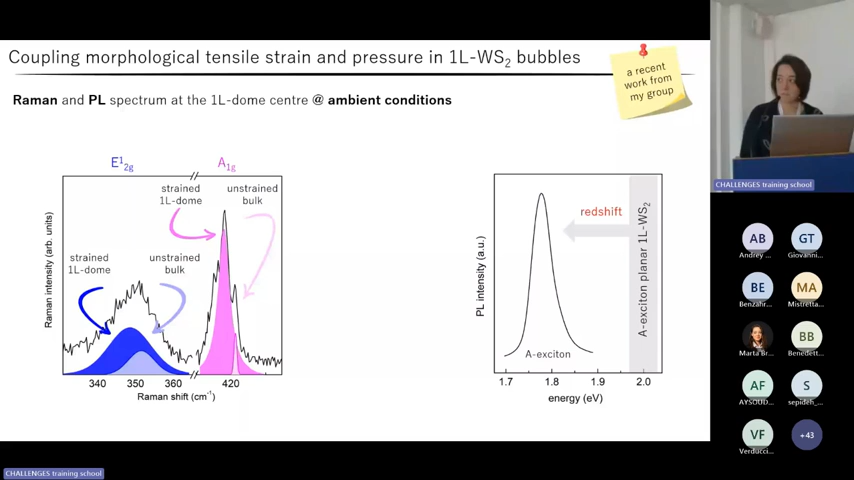 Coupling morphological tensile strain and pressure in 1L-WS₂ bubbles
a recent
work from
my group
Raman and PL spectrum at the 1L-dome centre @ ambient conditions
E¹₂g
A₁g
strained
1L-dome
unstrained
bulk
strained
1L-dome
unstrained
bulk
Raman intensity (arb. units)
340
350
360
420
Raman shift (cm⁻¹)
redshift
A-exciton planar 1L-WS₂
PL intensity (a.u.)
A-exciton
1.7
1.8
1.9
2.0
energy (eV)
CHALLENGES training school
AB
Andrey ...
GT
Giovanni...
BE
Benzahr...
MA
Mistretta...
Marta Br...
BB
Benedett...
AF
AYSOUD...
S
sepideh_...
VF
Verducci...
+43
CHALLENGES training school